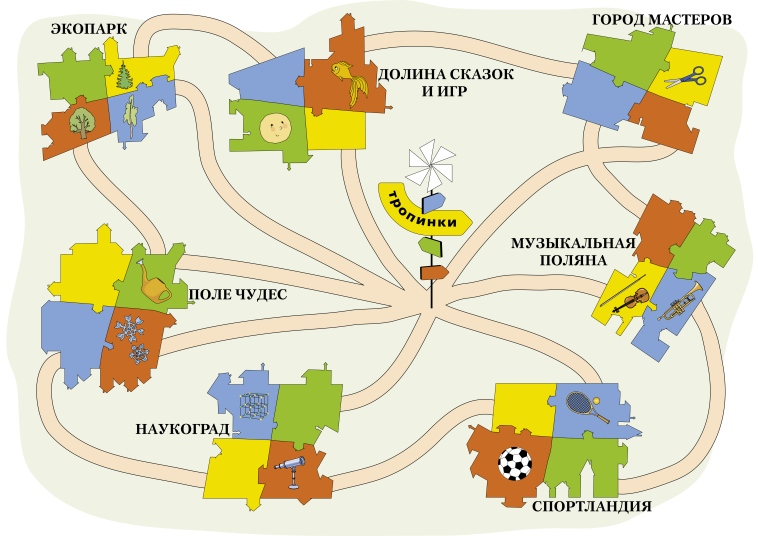 ЭКОПАРК
ГОРОД МАСТЕРОВ
ДОЛИНА СКАЗОК
И ИГР
тропинки
МУЗЫКАЛЬНАЯ
ПОЛЯНА
ПОЛЕ ЧУДЕС
НАУКОГРАД
СПОРТЛАНДИЯ